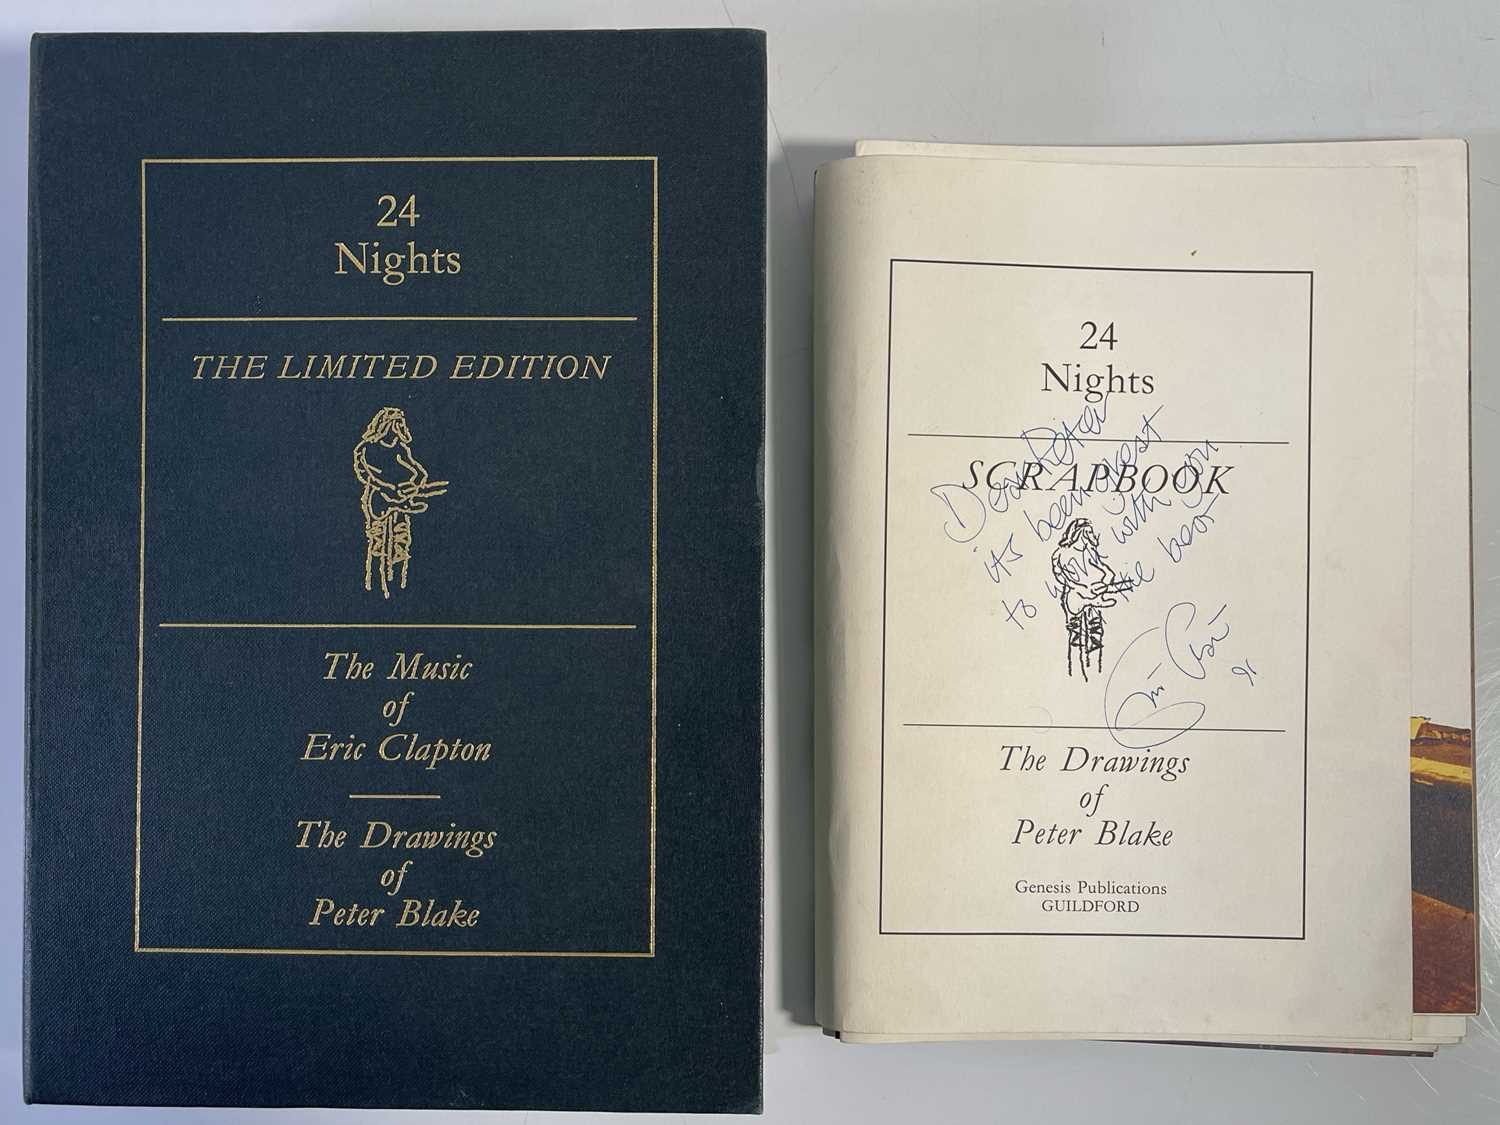 24
Nights
THE LIMITED EDITION
The Music
of
Eric Clapton
The Drawings
of
Peter Blake
24
Nights
SCRAPBOOK
Dear Peter
its been great
to work with you
the best
91
The Drawings
of
Peter Blake
Genesis Publications
GUILDFORD